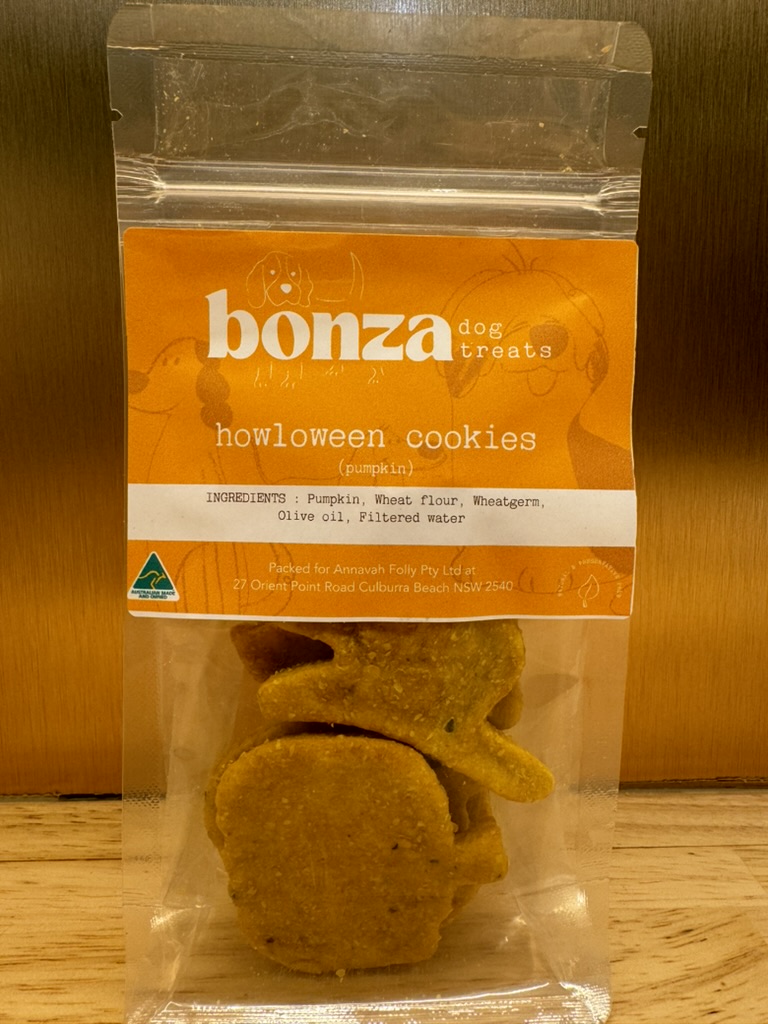 bonza
dog
treats
howloween cookies
(pumpkin)
INGREDIENTS : Pumpkin, Wheat flour, Wheatgerm,
Olive oil, Filtered water
Packed for Annavah Folly Pty Ltd at
27 Orient Point Road Culburra Beach NSW 2540
AUSTRALIAN MADE
AND OWNED